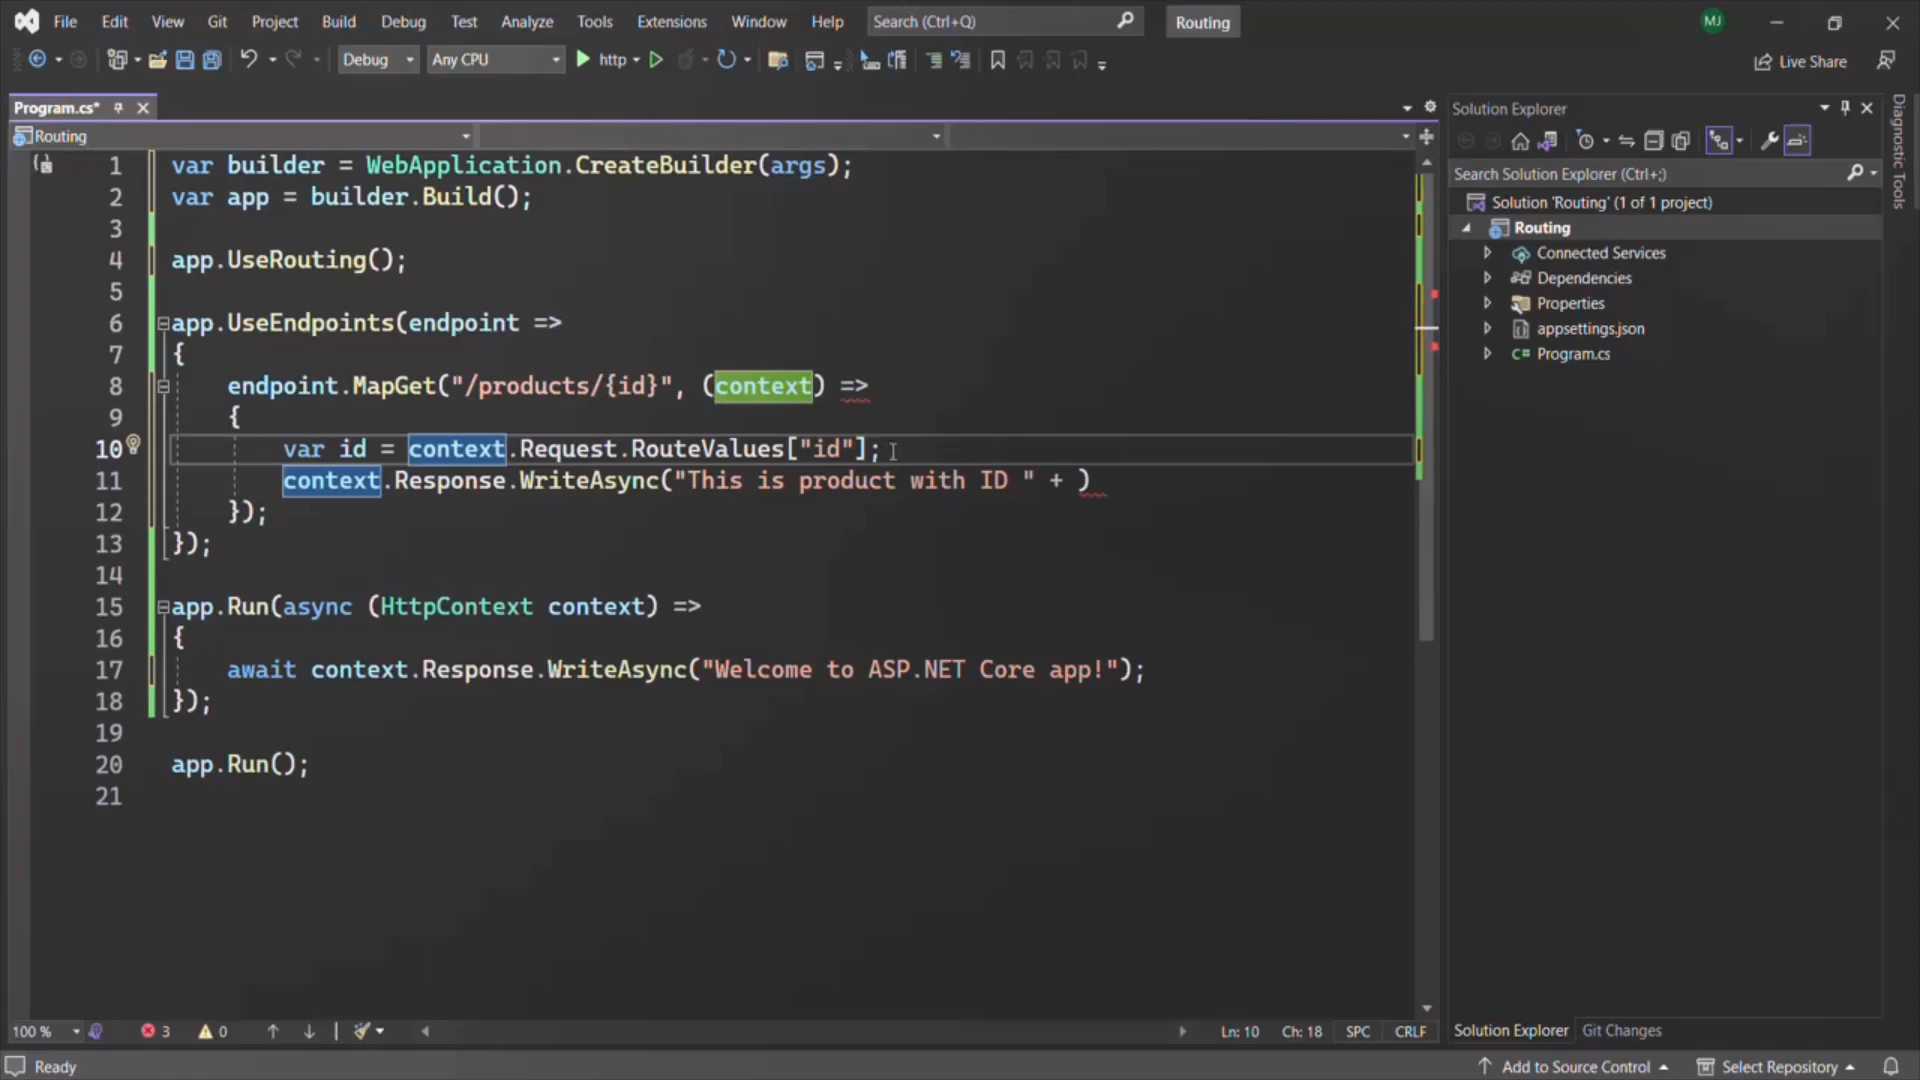 File Edit View Git Project Build Debug Test Analyze Tools Extensions Window Help Search (Ctrl+Q) Routing MJ
Debug Any CPU http Live Share
Program.cs*
Routing
1 var builder = WebApplication.CreateBuilder(args);
2 var app = builder.Build();
3
4 app.UseRouting();
5
6 app.UseEndpoints(endpoint =>
7 {
8 endpoint.MapGet("/products/{id}", (context) =>
9 {
10 var id = context.Request.RouteValues["id"];
11 context.Response.WriteAsync("This is product with ID " + )
12 });
13 });
14
15 app.Run(async (HttpContext context) =>
16 {
17 await context.Response.WriteAsync("Welcome to ASP.NET Core app!");
18 });
19
20 app.Run();
21
100 % 3 0 Ln: 10 Ch: 18 SPC CRLF
Solution Explorer
Search Solution Explorer (Ctrl+;)
Solution 'Routing' (1 of 1 project)
Routing
Connected Services
Dependencies
Properties
appsettings.json
C# Program.cs
Solution Explorer Git Changes
Diagnostic Tools
Ready Add to Source Control Select Repository